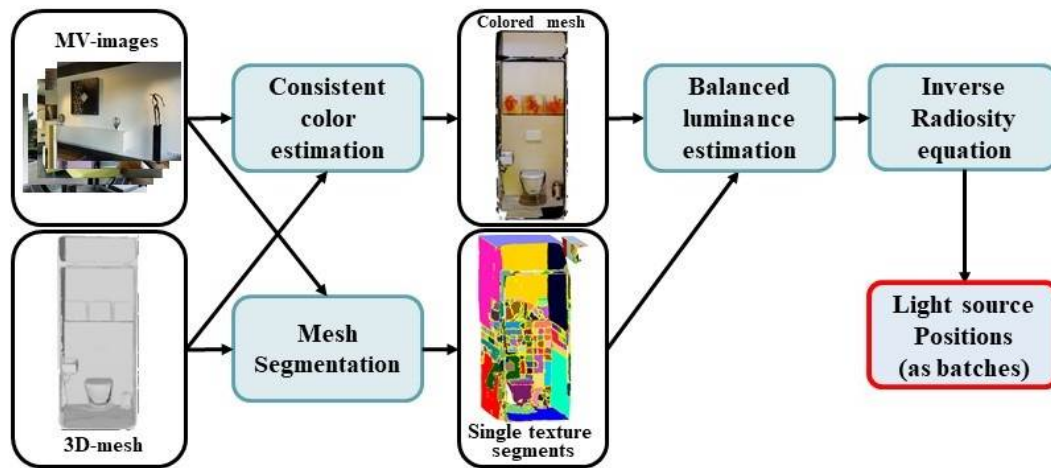 MV-images
3D-mesh
Consistent
color
estimation
Mesh
Segmentation
Colored mesh
Single texture
segments
Balanced
luminance
estimation
Inverse
Radiosity
equation
Light source
Positions
(as batches)